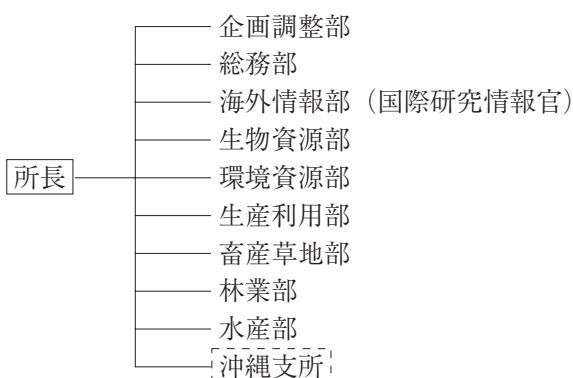 企画調整部
総務部
海外情報部（国際研究情報官）
生物資源部
所長
環境資源部
生産利用部
畜産草地部
林業部
水産部
沖縄支所